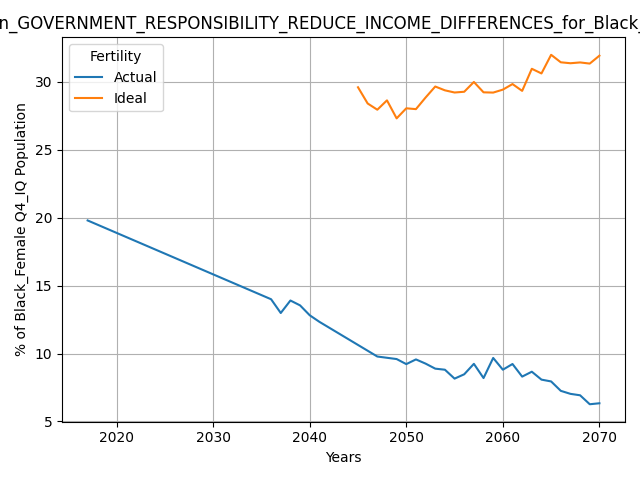 n_GOVERNMENT_RESPONSIBILITY_REDUCE_INCOME_DIFFERENCES_for_Black_
Fertility
Actual
Ideal
% of Black_Female Q4_IQ Population
30
25
20
15
10
5
2020 2030 2040 2050 2060 2070
Years